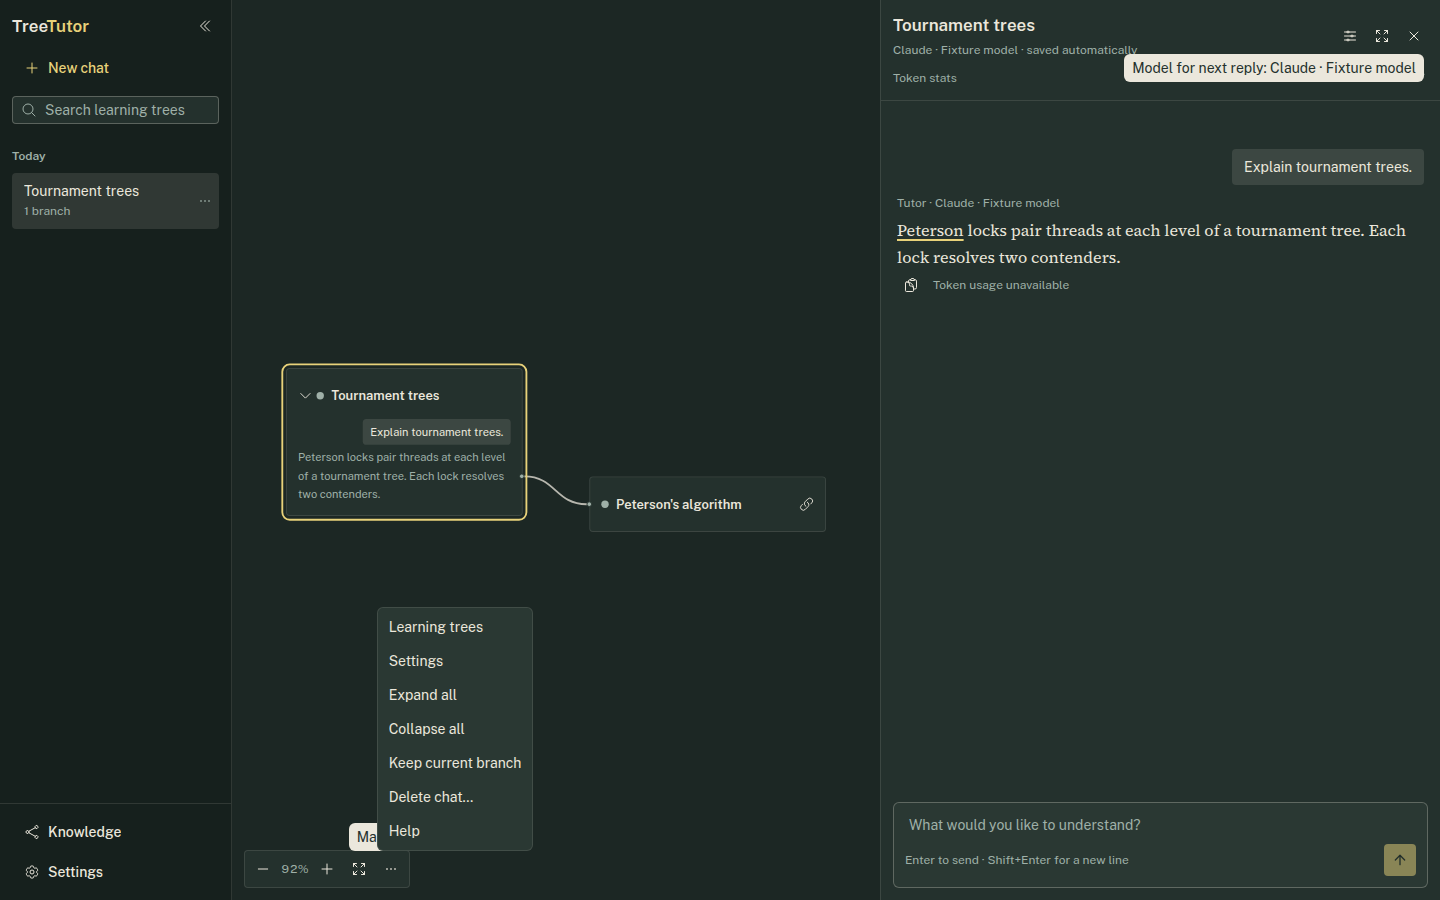 TreeTutor
New chat
Search learning trees
Today
Tournament trees
1 branch
Knowledge
Settings
Tournament trees
Explain tournament trees.
Peterson locks pair threads at each level
of a tournament tree. Each lock resolves
two contenders.
Peterson's algorithm
Learning trees
Settings
Expand all
Collapse all
Keep current branch
Delete chat...
Help
Ma
92%
Tournament trees
Claude · Fixture model · saved automatically
Model for next reply: Claude · Fixture model
Token stats
Explain tournament trees.
Tutor · Claude · Fixture model
Peterson locks pair threads at each level of a tournament tree. Each
lock resolves two contenders.
Token usage unavailable
What would you like to understand?
Enter to send · Shift+Enter for a new line